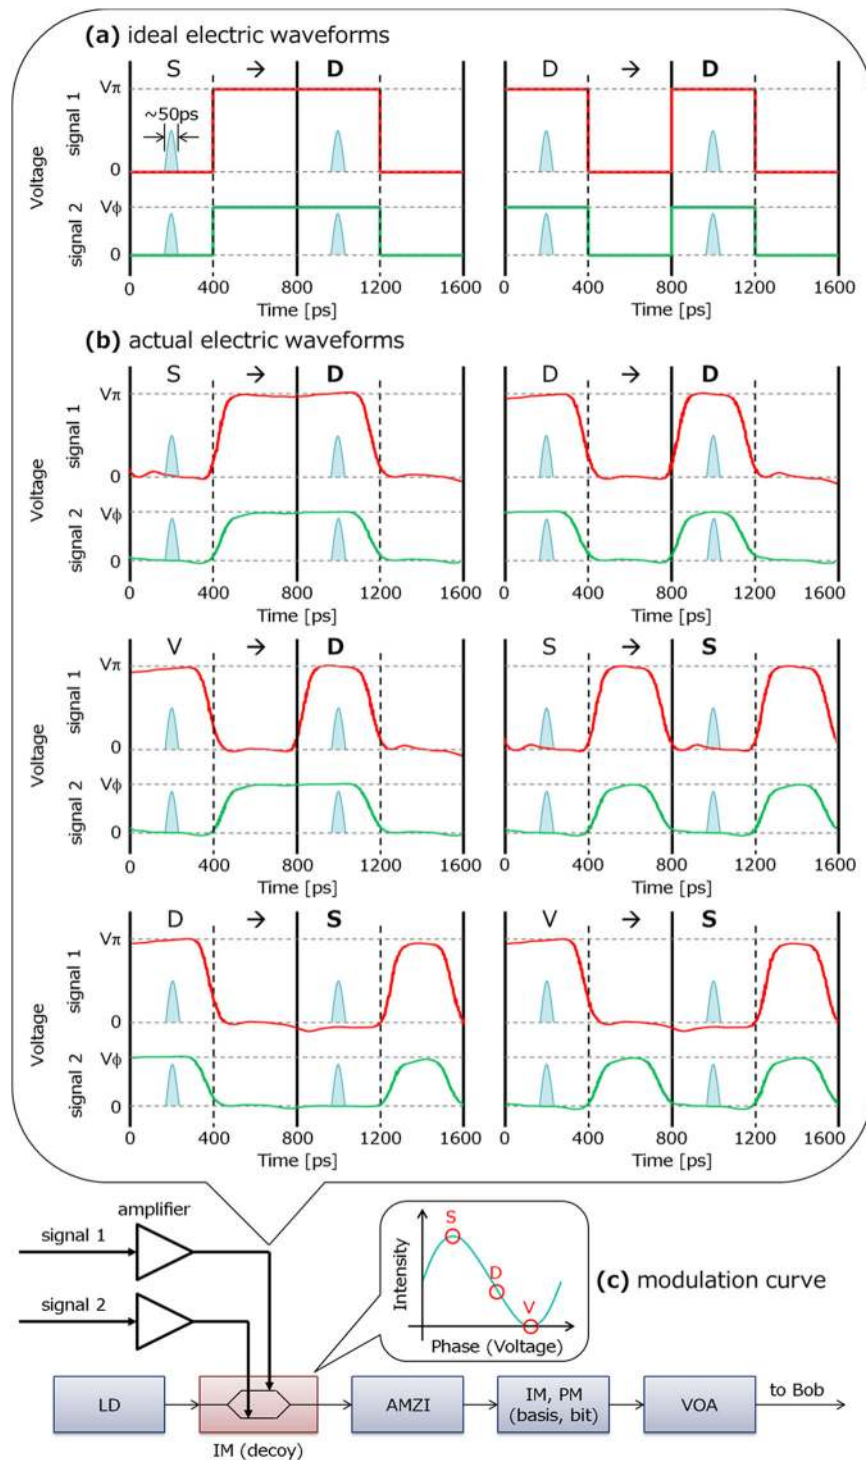 (a) ideal electric waveforms
S → D
D → D
Voltage
signal 1
signal 2
Vπ
~50ps
0
Vϕ
0
0 400 800 1200 1600
Time [ps]
0 400 800 1200 1600
Time [ps]
(b) actual electric waveforms
S → D
D → D
Voltage
signal 1
signal 2
Vπ
0
Vϕ
0
0 400 800 1200 1600
Time [ps]
0 400 800 1200 1600
Time [ps]
V → D
S → S
Voltage
signal 1
signal 2
Vπ
0
Vϕ
0
0 400 800 1200 1600
Time [ps]
0 400 800 1200 1600
Time [ps]
D → S
V → S
Voltage
signal 1
signal 2
Vπ
0
Vϕ
0
0 400 800 1200 1600
Time [ps]
0 400 800 1200 1600
Time [ps]
amplifier
signal 1
signal 2
Intensity
S
D
V
Phase (Voltage)
(c) modulation curve
LD
IM (decoy)
AMZI
IM, PM
(basis, bit)
VOA
to Bob